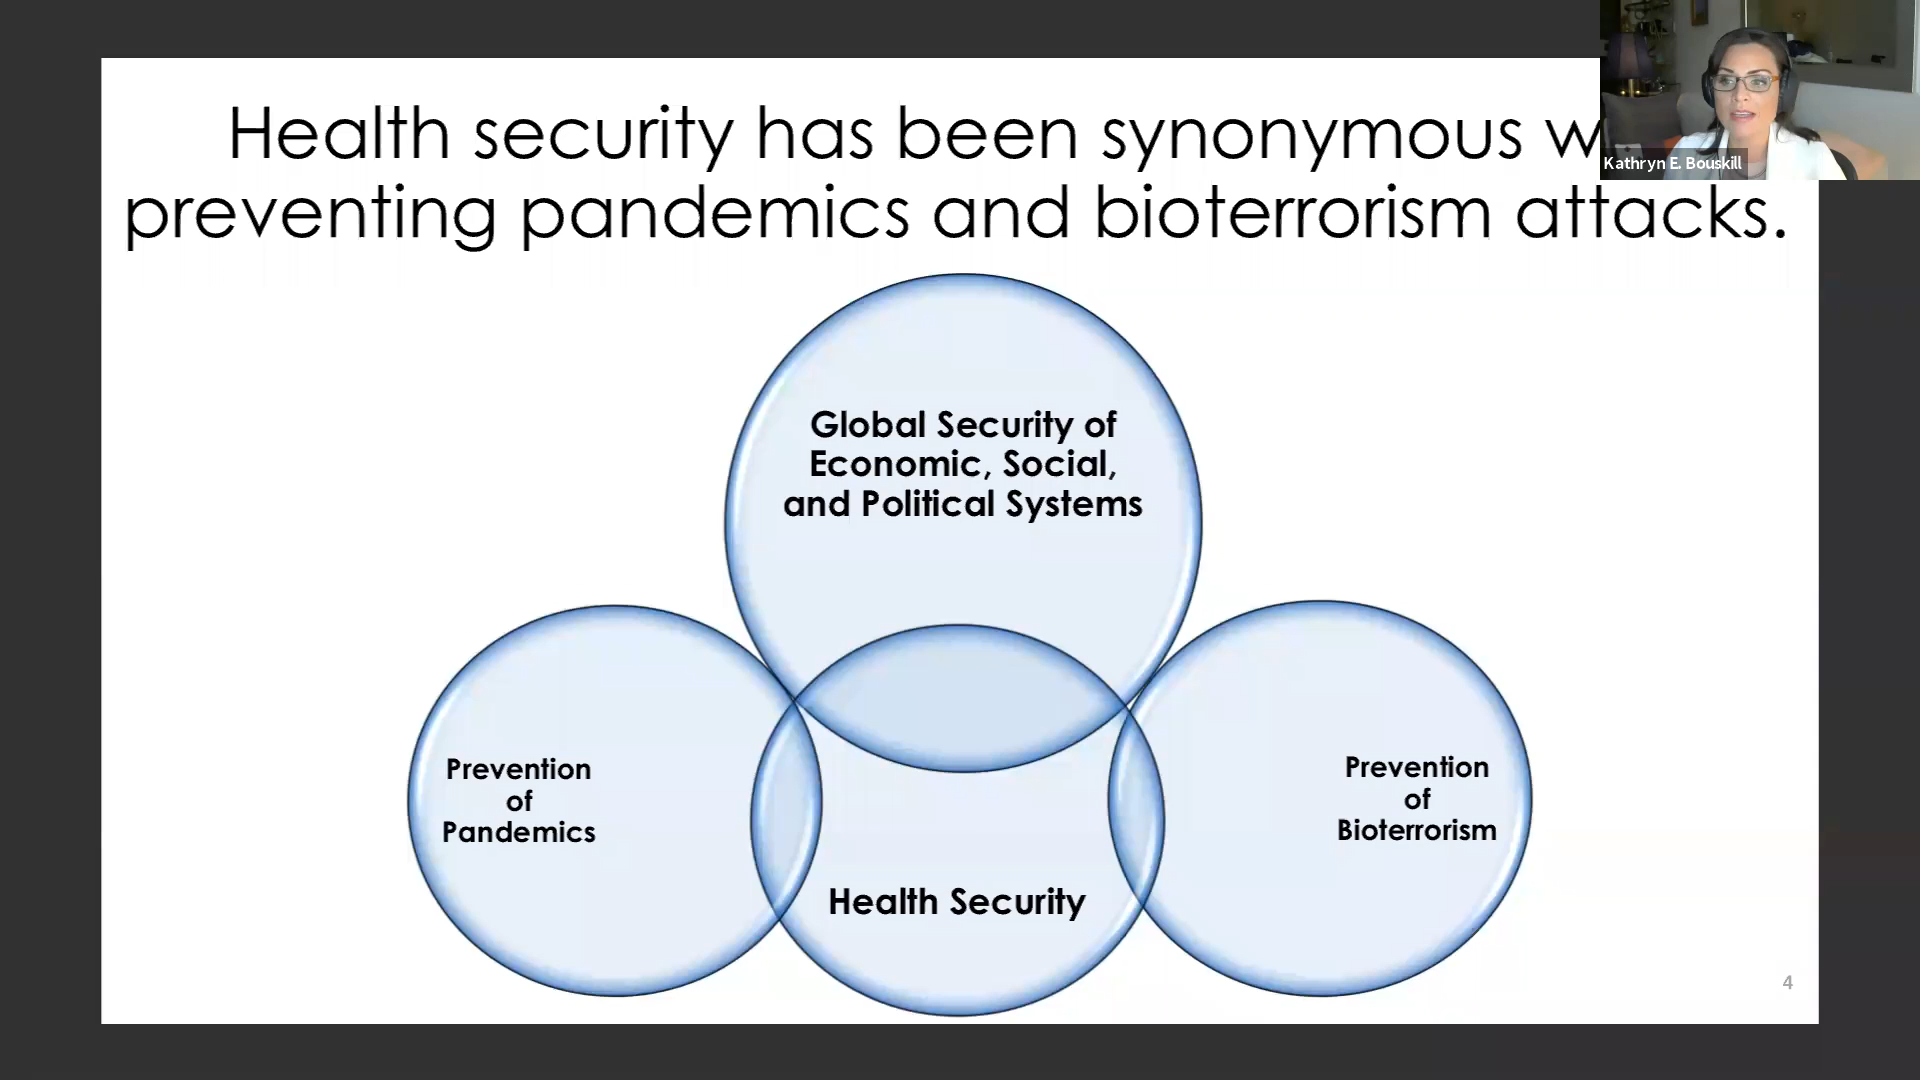 Health security has been synonymous w
preventing pandemics and bioterrorism attacks.
Kathryn E. Bouskill
Global Security of
Economic, Social,
and Political Systems
Prevention
of
Pandemics
Prevention
of
Bioterrorism
Health Security
4